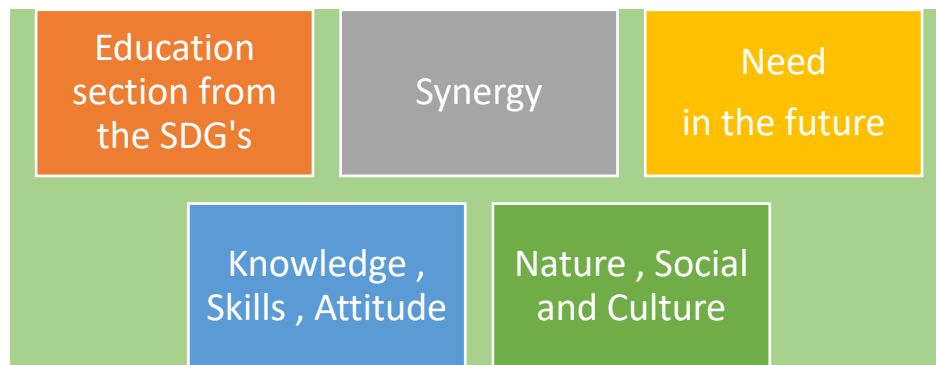 Education
section from
the SDG's
Synergy
Need
in the future
Knowledge ,
Skills , Attitude
Nature , Social
and Culture